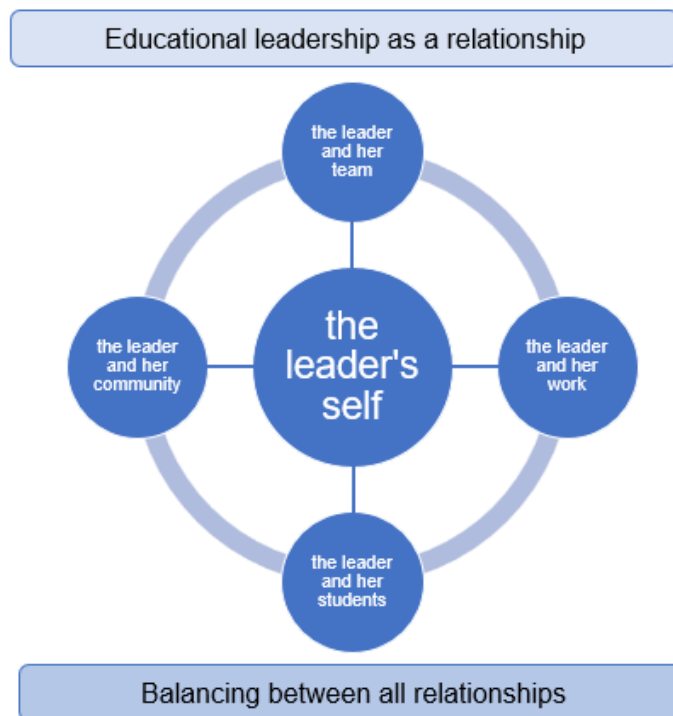 Educational leadership as a relationship
the leader
and her
team
the leader
and her
community
the
leader's
self
the leader
and her
work
the leader
and her
students
Balancing between all relationships